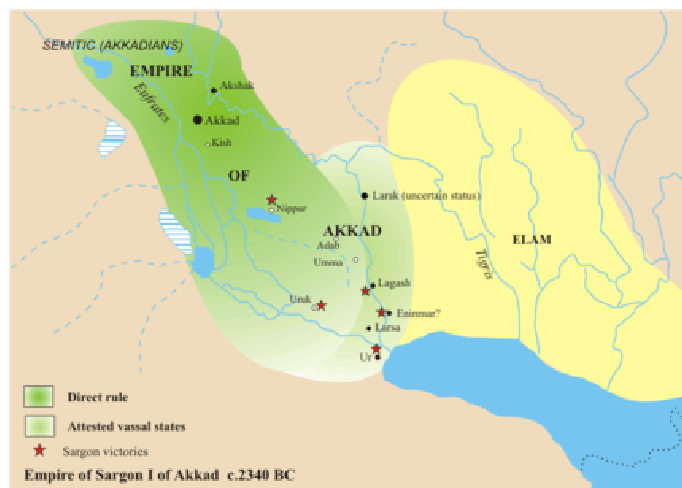 SEMITIC (AKKADIANS)
EMPIRE
Eufrates
Akshak
Akkad
Kish
OF
Nippur
Larak (uncertain status)
AKKAD
Adab
Umma
ELAM
Tigris
Lagash
Uruk
Eninmar?
Larsa
Ur
Direct rule
Attested vassal states
Sargon victories
Empire of Sargon I of Akkad c.2340 BC